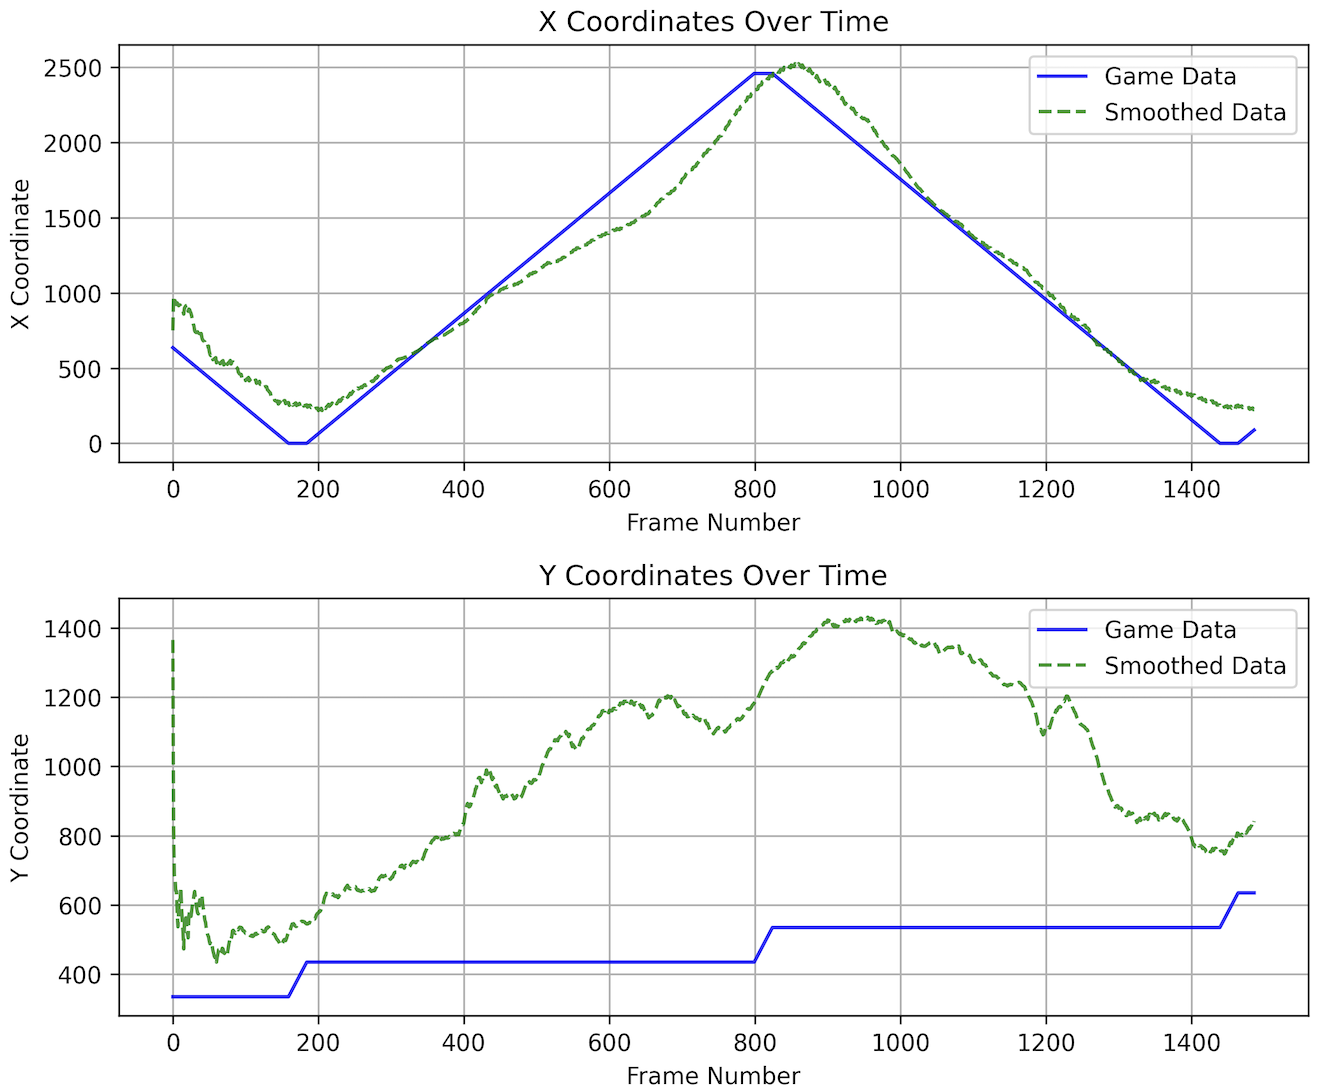 X Coordinates Over Time
2500
2000
1500
1000
500
0
X Coordinate
Game Data
Smoothed Data
0 200 400 600 800 1000 1200 1400
Frame Number
Y Coordinates Over Time
1400
1200
1000
800
600
400
Y Coordinate
Game Data
Smoothed Data
0 200 400 600 800 1000 1200 1400
Frame Number